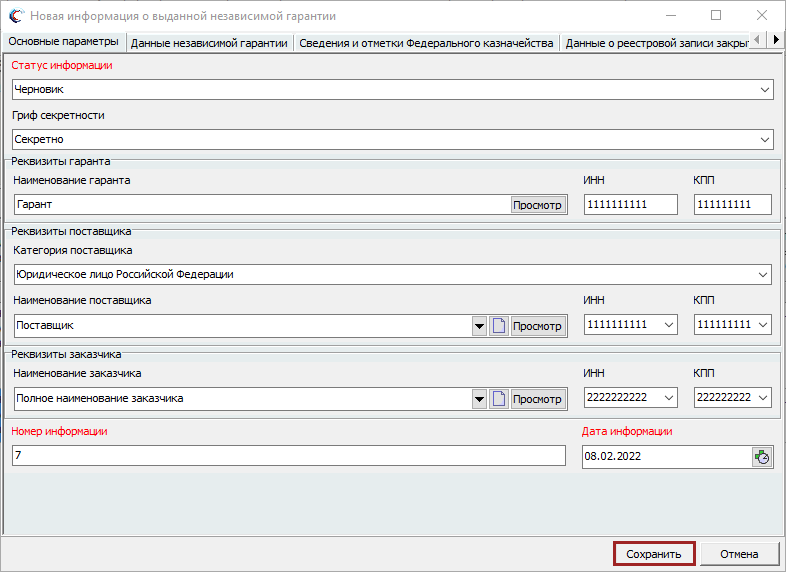 Новая информация о выданной независимой гарантии
Основные параметры Данные независимой гарантии Сведения и отметки Федерального казначейства Данные о реестровой записи закрыт
Статус информации
Черновик
Гриф секретности
Секретно
Реквизиты гаранта
Наименование гаранта ИНН КПП
Гарант Просмотр 1111111111 111111111
Реквизиты поставщика
Категория поставщика
Юридическое лицо Российской Федерации
Наименование поставщика ИНН КПП
Поставщик Просмотр 1111111111 111111111
Реквизиты заказчика
Наименование заказчика ИНН КПП
Полное наименование заказчика Просмотр 2222222222 222222222
Номер информации Дата информации
7 08.02.2022
Сохранить Отмена